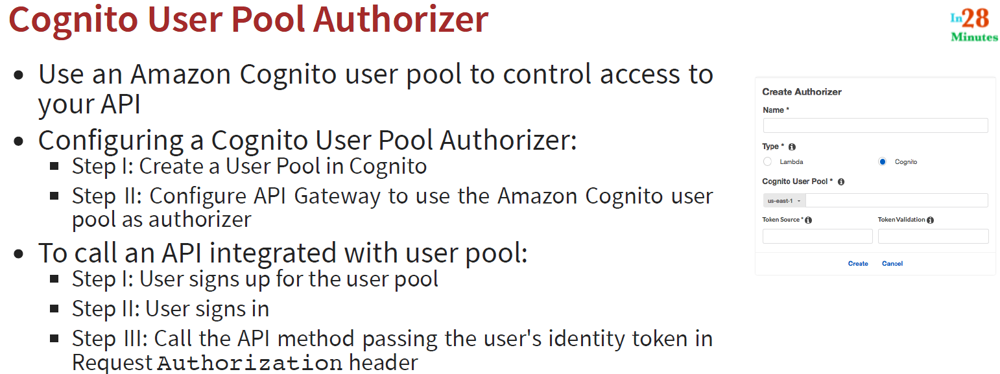 Cognito User Pool Authorizer
In28
Minutes
• Use an Amazon Cognito user pool to control access to
your API
• Configuring a Cognito User Pool Authorizer:
▪ Step I: Create a User Pool in Cognito
▪ Step II: Configure API Gateway to use the Amazon Cognito user
pool as authorizer
• To call an API integrated with user pool:
▪ Step I: User signs up for the user pool
▪ Step II: User signs in
▪ Step III: Call the API method passing the user's identity token in
Request Authorization header
Create Authorizer
Name *
Type *
Lambda Cognito
Cognito User Pool *
us-east-1
Token Source * Token Validation
Create Cancel